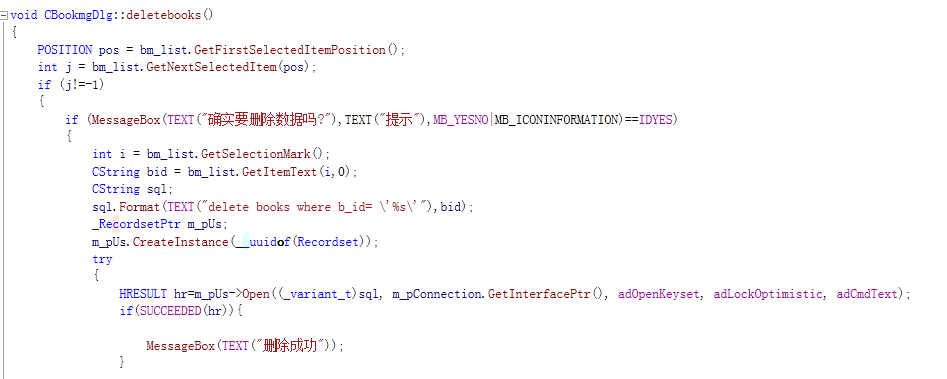 void CBookmgDlg::deletebooks()
{
POSITION pos = bm_list.GetFirstSelectedItemPosition();
int j = bm_list.GetNextSelectedItem(pos);
if (j!=-1)
{
if (MessageBox(TEXT("确实要删除数据吗?"),TEXT("提示"),MB_YESNO|MB_ICONINFORMATION)==IDYES)
{
int i = bm_list.GetSelectionMark();
CString bid = bm_list.GetItemText(i,0);
CString sql;
sql.Format(TEXT("delete books where b_id= \'%s\'"),bid);
_RecordsetPtr m_pUs;
m_pUs.CreateInstance(__uuidof(Recordset));
try
{
HRESULT hr=m_pUs->Open((_variant_t)sql, m_pConnection.GetInterfacePtr(), adOpenKeyset, adLockOptimistic, adCmdText);
if(SUCCEEDED(hr)){
MessageBox(TEXT("删除成功"));
}